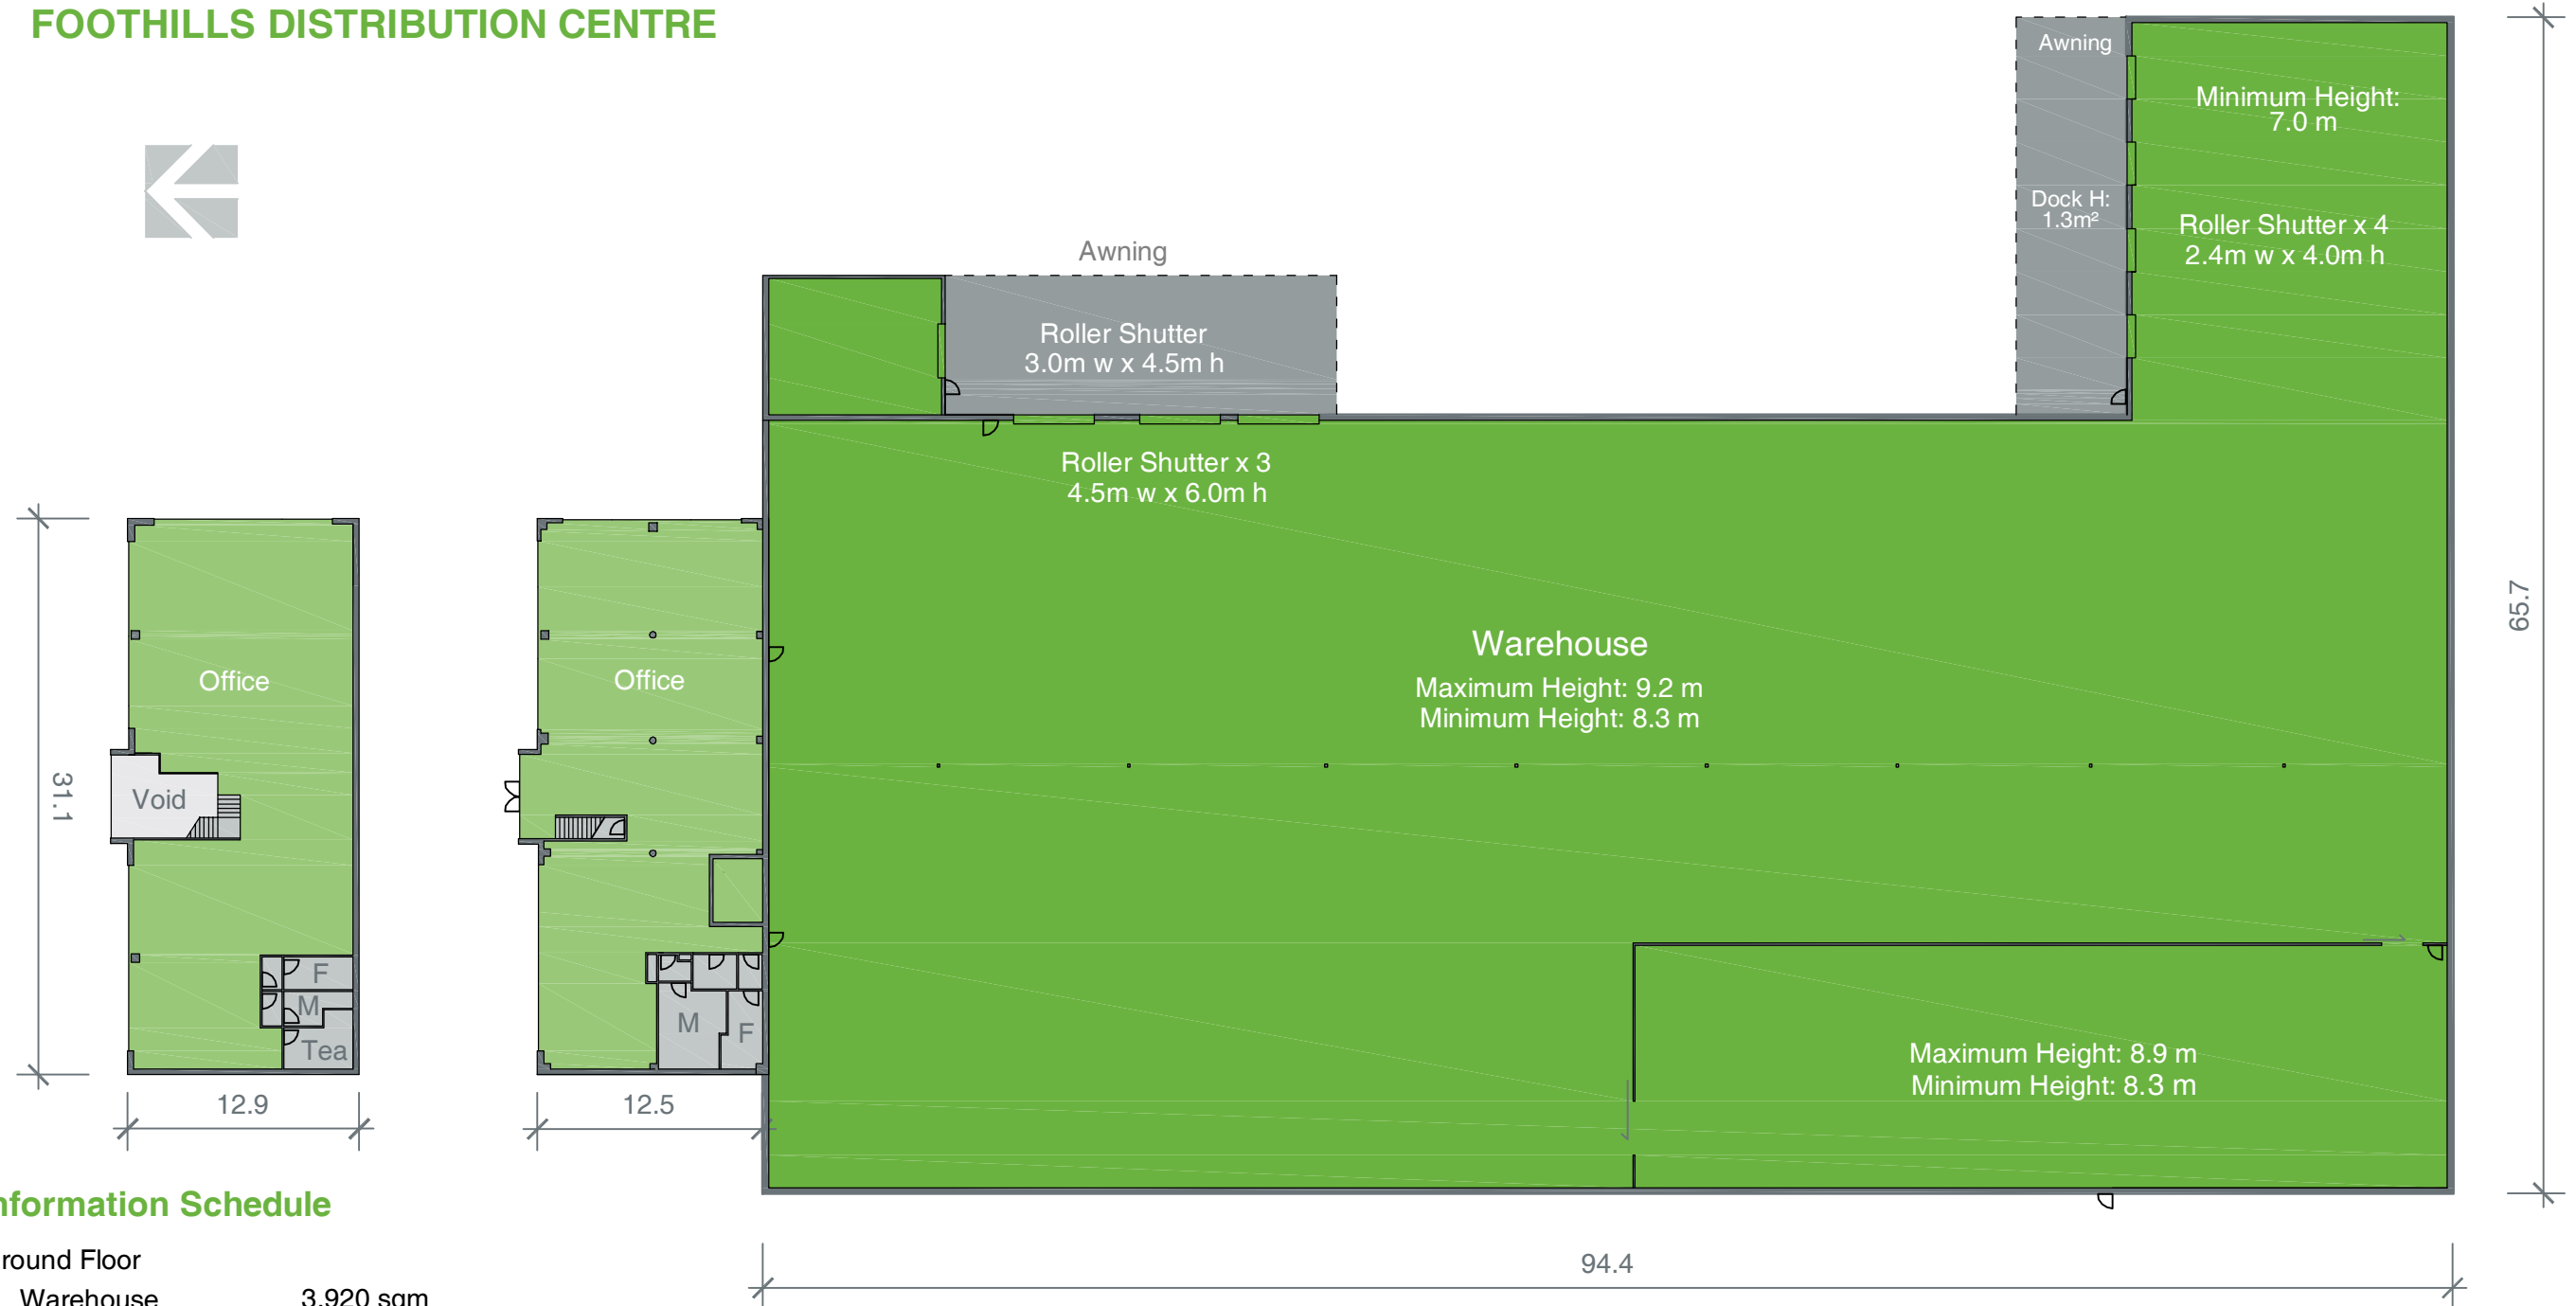 FOOTHILLS DISTRIBUTION CENTRE
Awning
Minimum Height:
7.0 m
Dock H:
1.3m²
Roller Shutter x 4
2.4m w x 4.0m h
Awning
Roller Shutter
3.0m w x 4.5m h
Roller Shutter x 3
4.5m w x 6.0m h
65.7
Warehouse
Maximum Height: 9.2 m
Minimum Height: 8.3 m
Office
Office
31.1
Void
F
M
Tea
M
F
Maximum Height: 8.9 m
Minimum Height: 8.3 m
12.9
12.5
nformation Schedule
round Floor
94.4
Warehouse 3,920 sqm